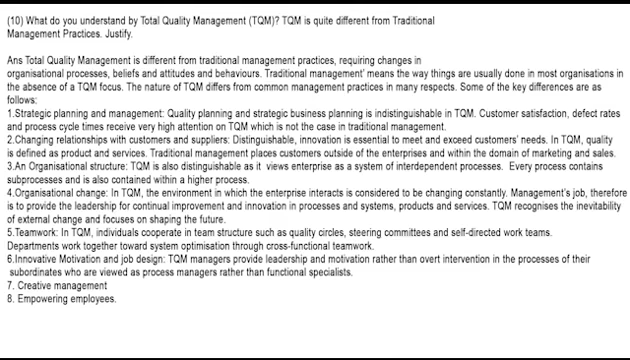 (10) What do you understand by Total Quality Management (TQM)? TQM is quite different from Traditional
Management Practices. Justify.
Ans Total Quality Management is different from traditional management practices, requiring changes in
organisational processes, beliefs and attitudes and behaviours. Traditional management' means the way things are usually done in most organisations in
the absence of a TQM focus. The nature of TQM differs from common management practices in many respects. Some of the key differences are as
follows:
1.Strategic planning and management: Quality planning and strategic business planning is indistinguishable in TQM. Customer satisfaction, defect rates
and process cycle times receive very high attention on TQM which is not the case in traditional management.
2.Changing relationships with customers and suppliers: Distinguishable, innovation is essential to meet and exceed customers' needs. In TQM, quality
is defined as product and services. Traditional management places customers outside of the enterprises and within the domain of marketing and sales.
3.An Organisational structure: TQM is also distinguishable as it views enterprise as a system of interdependent processes. Every process contains
subprocesses and is also contained within a higher process.
4.Organisational change: In TQM, the environment in which the enterprise interacts is considered to be changing constantly. Management's job, therefore
is to provide the leadership for continual improvement and innovation in processes and systems, products and services. TQM recognises the inevitability
of external change and focuses on shaping the future.
5.Teamwork: In TQM, individuals cooperate in team structure such as quality circles, steering committees and self-directed work teams.
Departments work together toward system optimisation through cross-functional teamwork.
6.Innovative Motivation and job design: TQM managers provide leadership and motivation rather than overt intervention in the processes of their
subordinates who are viewed as process managers rather than functional specialists.
7. Creative management
8. Empowering employees.